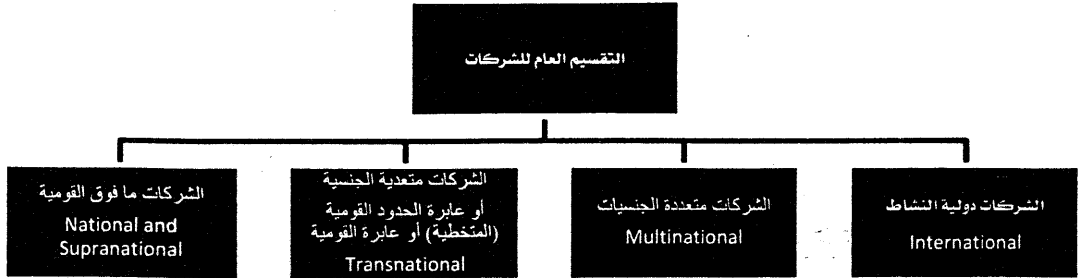 التقسيم العام للشركات
الشركات دولية النشاط
International
الشركات متعددة الجنسيات
Multinational
الشركات متعدية الجنسية
أو عابرة الحدود القومية
(المتخطية) أو عابرة القومية
Transnational
الشركات ما فوق القومية
National and
Supranational